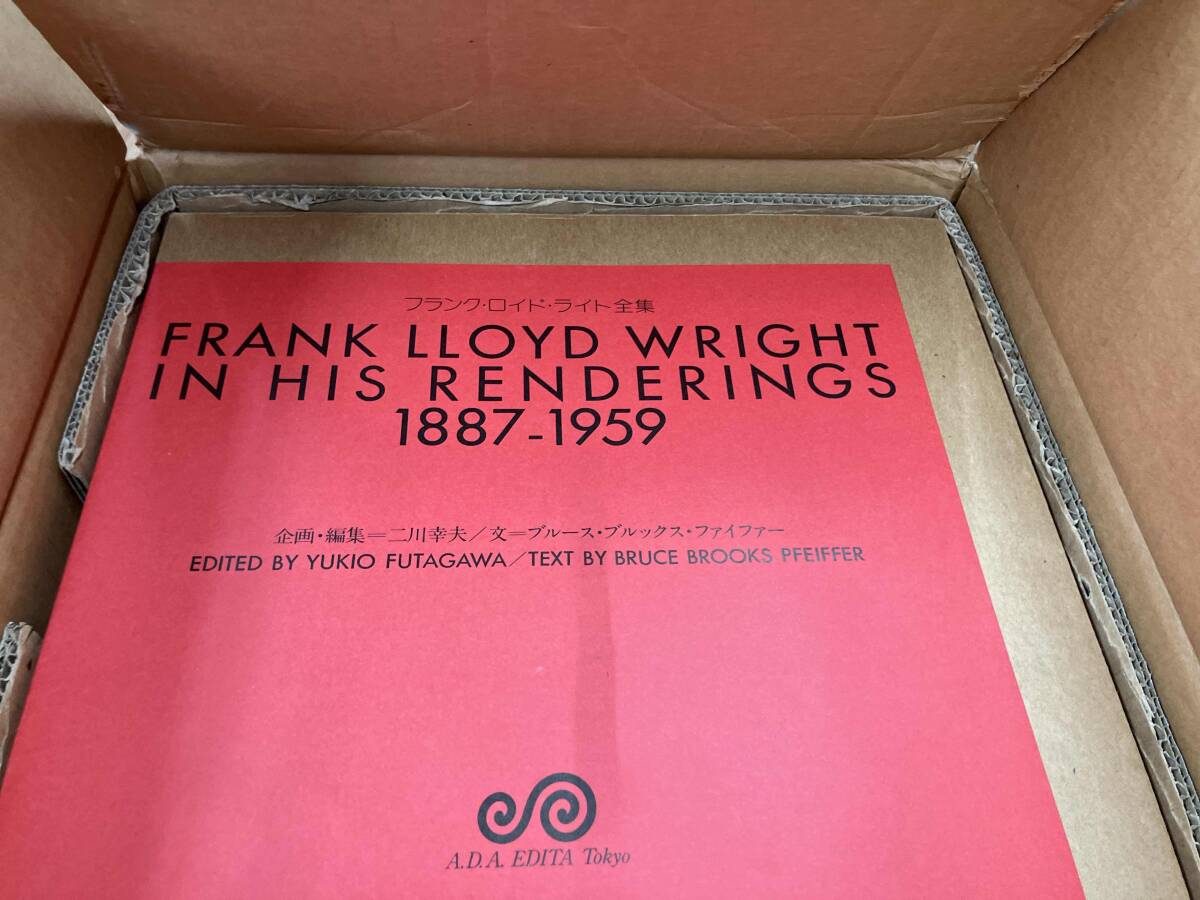 フランク・ロイド・ライト全集
FRANK LLOYD WRIGHT
IN HIS RENDERINGS
1887-1959
企画・編集=二川幸夫/文=ブルース・ブルックス・ファイファー
EDITED BY YUKIO FUTAGAWA/TEXT BY BRUCE BROOKS PFEIFFER
A.D.A. EDITA Tokyo